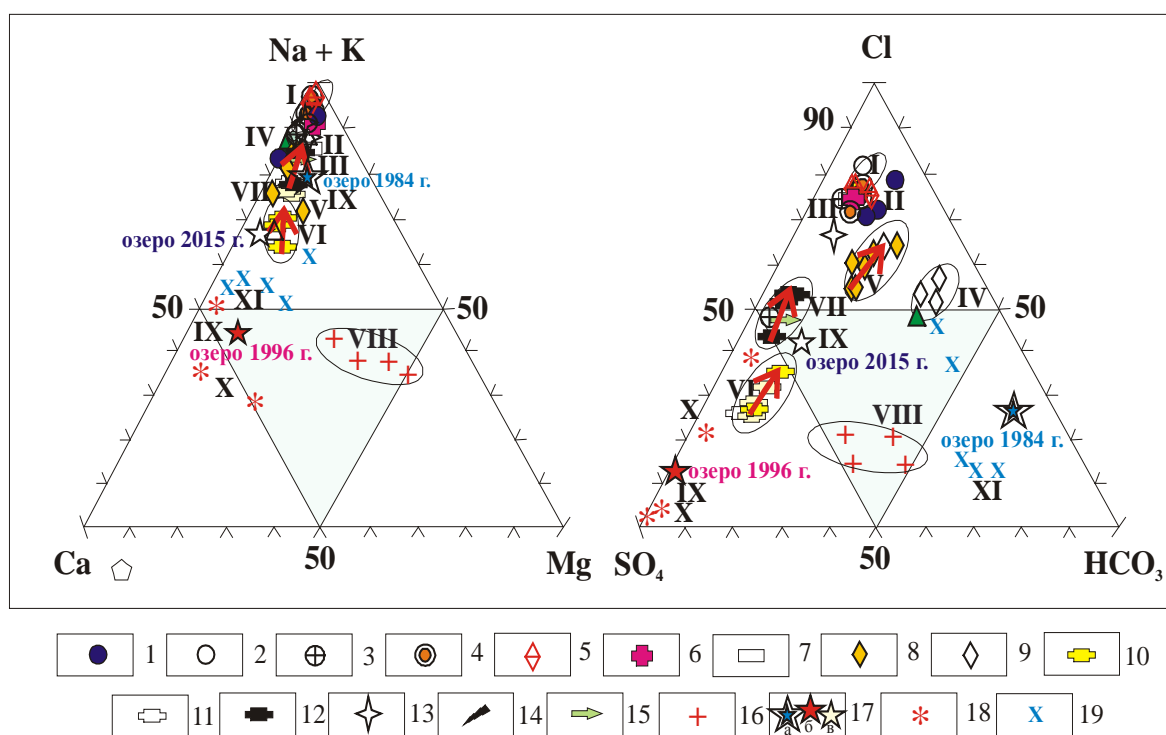 Na + K
I
IV
II
III
озеро 1984 г.
VII
IX
V
озеро 2015 г.
VI
X
X X X
X
50
XI
50
IX
VIII
озеро 1996 г.
X
Ca
50
Mg
Cl
90
I
II
III
V
IV
50
VII
50
IX
X
озеро 2015 г.
X
VI
X
VIII
озеро 1984 г.
озеро 1996 г.
X X X
IX
XI
X
SO₄
50
HCO₃
1 2 3 4 5 6 7 8 9 10
11 12 13 14 15 16 а б в 17 18 X 19